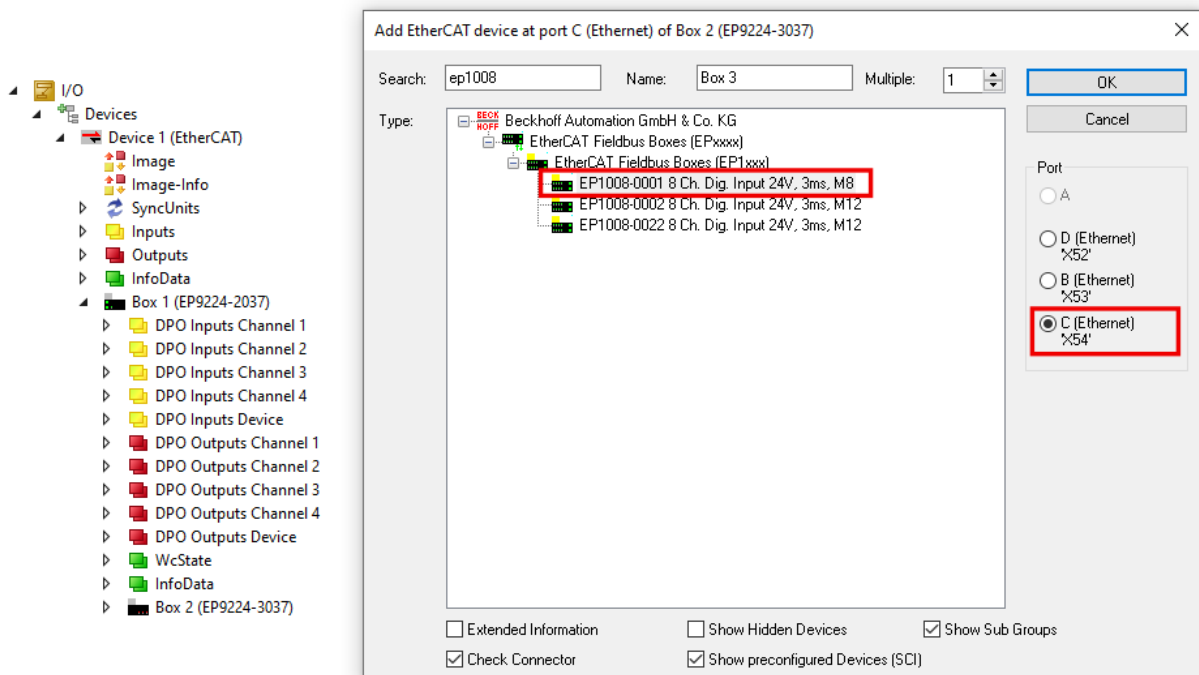 I/O
Devices
Device 1 (EtherCAT)
Image
Image-Info
SyncUnits
Inputs
Outputs
InfoData
Box 1 (EP9224-2037)
DPO Inputs Channel 1
DPO Inputs Channel 2
DPO Inputs Channel 3
DPO Inputs Channel 4
DPO Inputs Device
DPO Outputs Channel 1
DPO Outputs Channel 2
DPO Outputs Channel 3
DPO Outputs Channel 4
DPO Outputs Device
WcState
InfoData
Box 2 (EP9224-3037)
Add EtherCAT device at port C (Ethernet) of Box 2 (EP9224-3037)
Search: ep1008 Name: Box 3 Multiple: 1 OK
Cancel
Type:
BECKHOFF Beckhoff Automation GmbH & Co. KG
EtherCAT Fieldbus Boxes (EPxxxx)
EtherCAT Fieldbus Boxes (EP1xxx)
EP1008-0001 8 Ch. Dig. Input 24V, 3ms, M8
EP1008-0002 8 Ch. Dig. Input 24V, 3ms, M12
EP1008-0022 8 Ch. Dig. Input 24V, 3ms, M12
Port
A
D (Ethernet)
'X52'
B (Ethernet)
'X53'
C (Ethernet)
'X54'
Extended Information Show Hidden Devices Show Sub Groups
Check Connector Show preconfigured Devices (SCI)